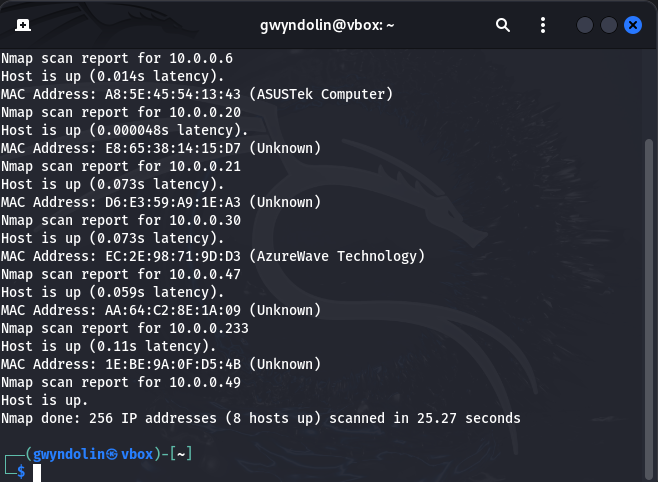 gwyndolin@vbox: ~
Nmap scan report for 10.0.0.6
Host is up (0.014s latency).
MAC Address: A8:5E:45:54:13:43 (ASUSTek Computer)
Nmap scan report for 10.0.0.20
Host is up (0.000048s latency).
MAC Address: E8:65:38:14:15:D7 (Unknown)
Nmap scan report for 10.0.0.21
Host is up (0.073s latency).
MAC Address: D6:E3:59:A9:1E:A3 (Unknown)
Nmap scan report for 10.0.0.30
Host is up (0.073s latency).
MAC Address: EC:2E:98:71:9D:D3 (AzureWave Technology)
Nmap scan report for 10.0.0.47
Host is up (0.059s latency).
MAC Address: AA:64:C2:8E:1A:09 (Unknown)
Nmap scan report for 10.0.0.233
Host is up (0.11s latency).
MAC Address: 1E:BE:9A:0F:D5:4B (Unknown)
Nmap scan report for 10.0.0.49
Host is up.
Nmap done: 256 IP addresses (8 hosts up) scanned in 25.27 seconds
┌──(gwyndolin㉿vbox)-[~]
└─$